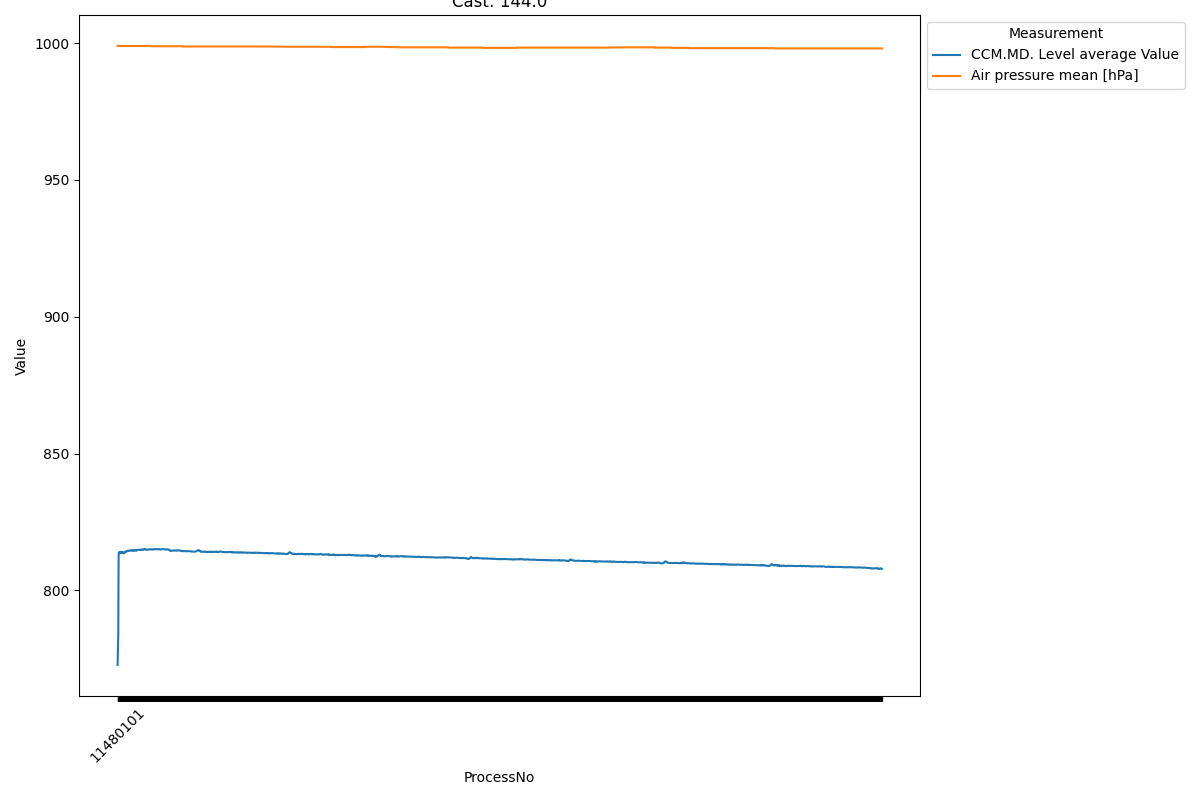 Cast: 144.0
Measurement
CCM.MD. Level average Value
Air pressure mean [hPa]
1000
950
900
850
800
Value
11480101
ProcessNo